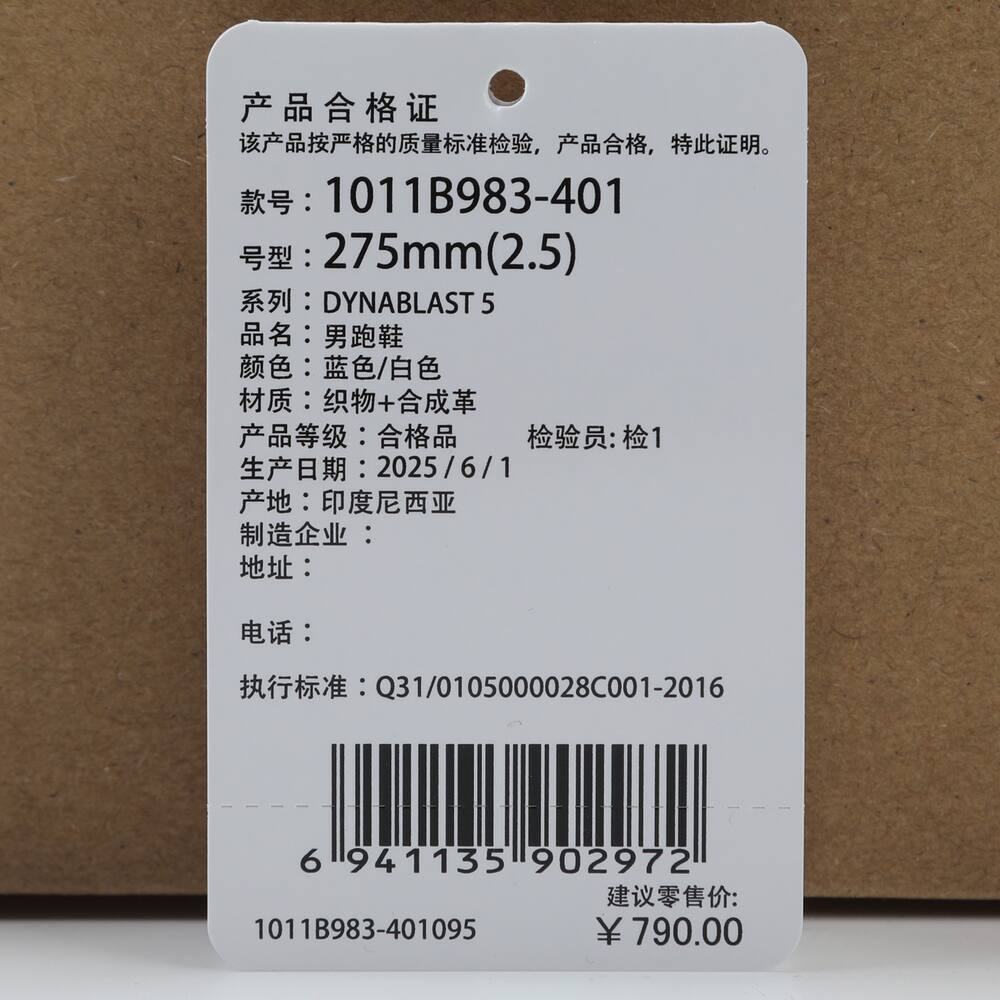 产品合格证
该产品按严格的质量标准检验，产品合格，特此证明。
款号：1011B983-401
号型：275mm(2.5)
系列：DYNABLAST 5
品名：男跑鞋
颜色：蓝色/白色
材质：织物+合成革
产品等级：合格品 检验员: 检1
生产日期：2025 / 6 / 1
产地：印度尼西亚
制造企业 ：
地址：
电话：
执行标准：Q31/0105000028C001-2016
6 941135 902972
建议零售价:
1011B983-401095 ￥790.00